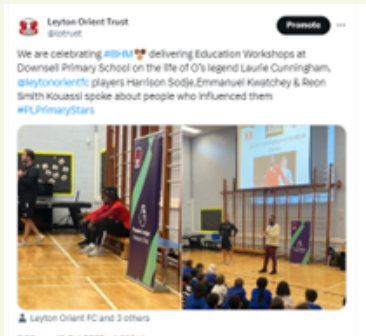 Leyton Orient Trust
@lotrust
Promote
We are celebrating #BHM delivering Education Workshops at
Downsell Primary School on the life of O's legend Laurie Cunningham,
@leytonorientfc players Harrison Sodje,Emmanuel Kwatchey & Reon
Smith Kouassi spoke about people who influenced them
#PLPrimaryStars
Leyton Orient FC and 3 others